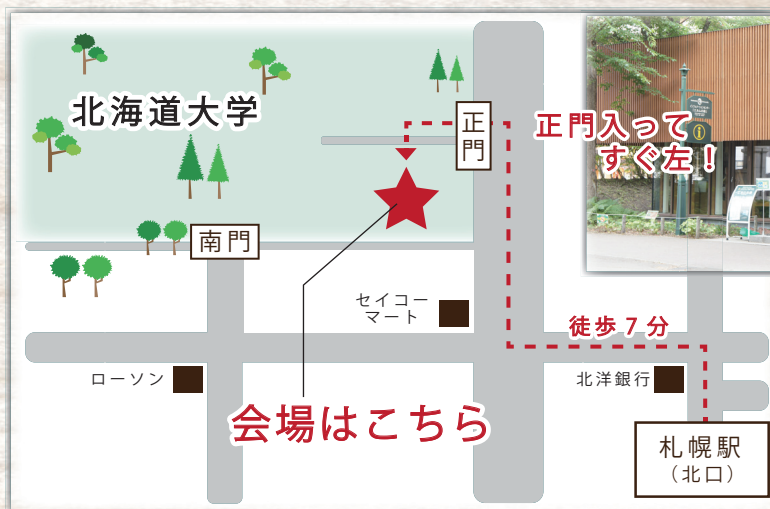 北海道大学
正
門
正門入って
すぐ左！
南門
セイコー
マート
徒歩７分
ローソン
北洋銀行
会場はこちら
札幌駅
（北口）